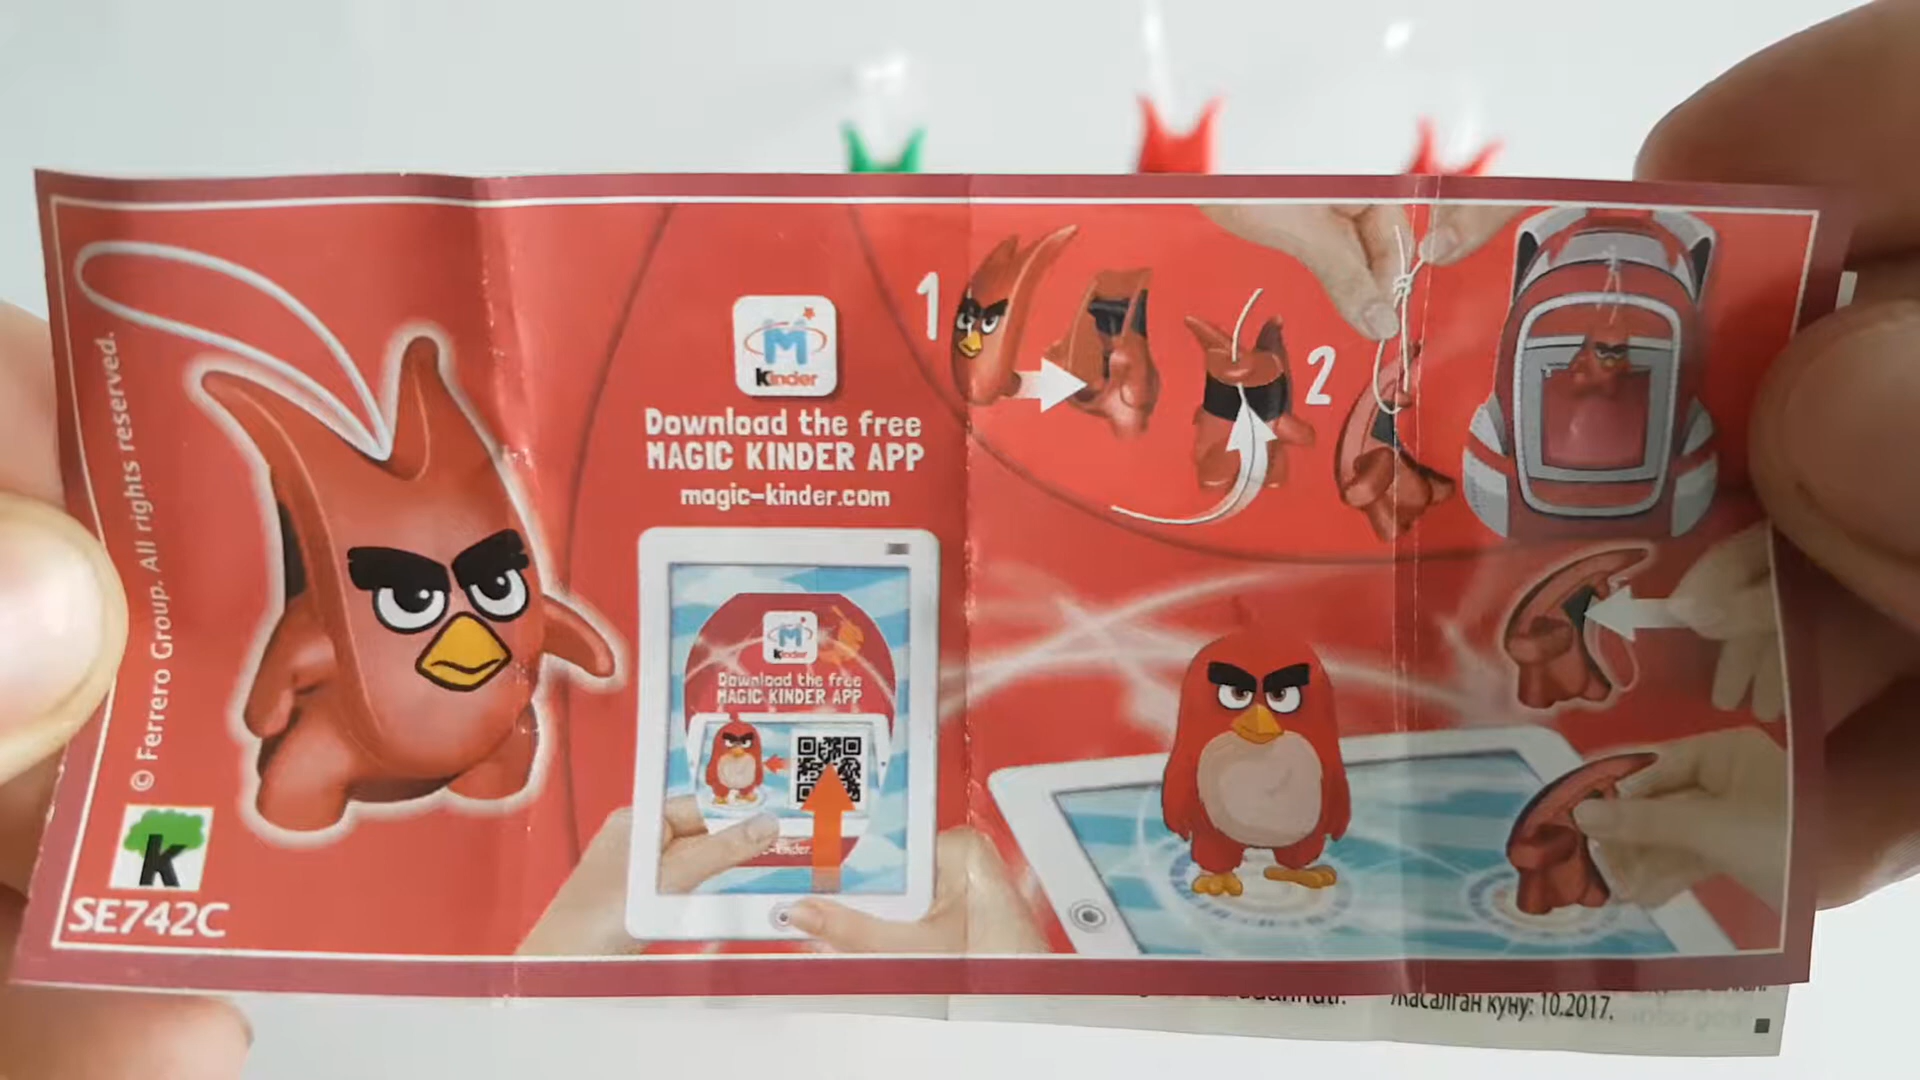 © Ferrero Group. All rights reserved.
SE742C
K
M
Kinder
Download the free
MAGIC KINDER APP
magic-kinder.com
M
Kinder
Download the free
MAGIC KINDER APP
1
2
Жасалган куну: 10.2017.